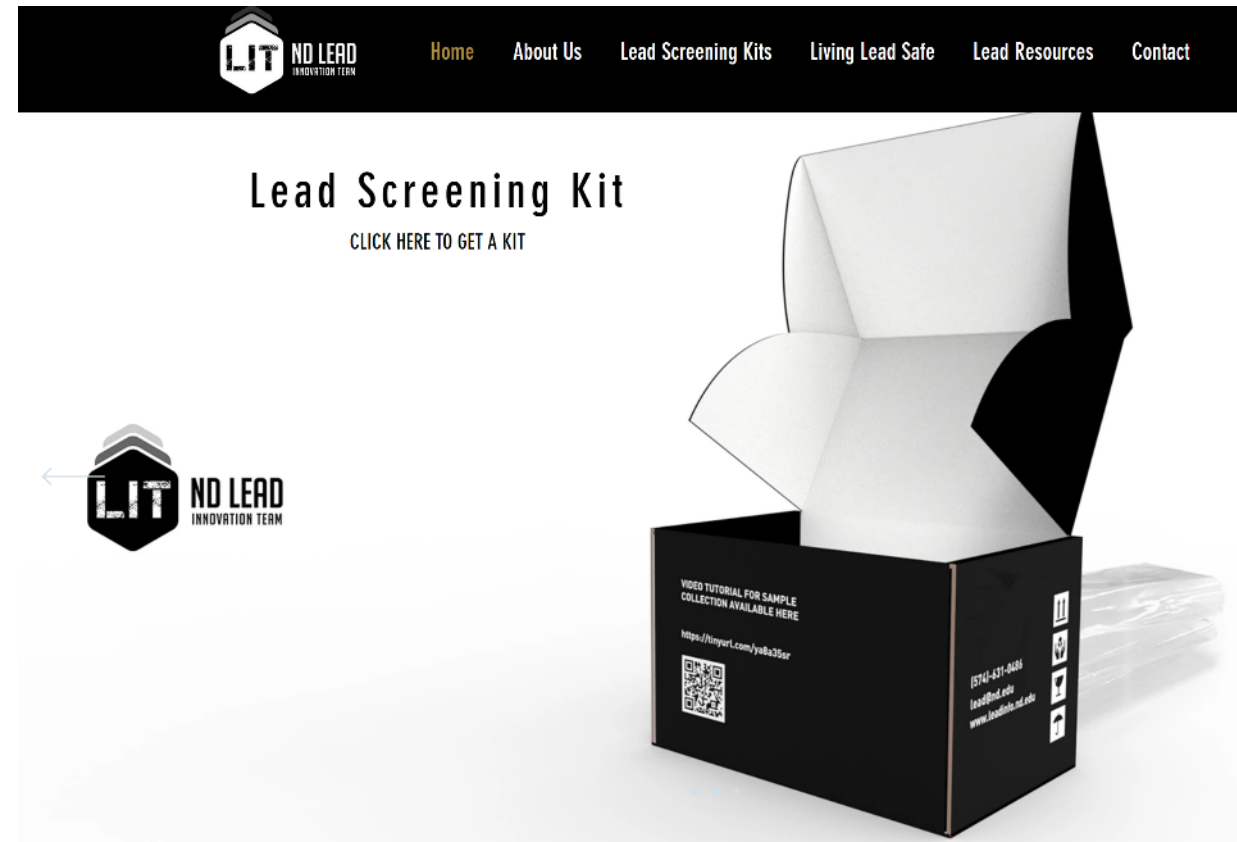 LIT ND LEAD
INNOVATION TEAM
Home About Us Lead Screening Kits Living Lead Safe Lead Resources Contact
Lead Screening Kit
CLICK HERE TO GET A KIT
LIT ND LEAD
INNOVATION TEAM
VIDEO TUTORIAL FOR SAMPLE
COLLECTION AVAILABLE HERE
https://tinyurl.com/ya8a35sr
(574)-631-0486
lead@nd.edu
www.leadinfo.nd.edu